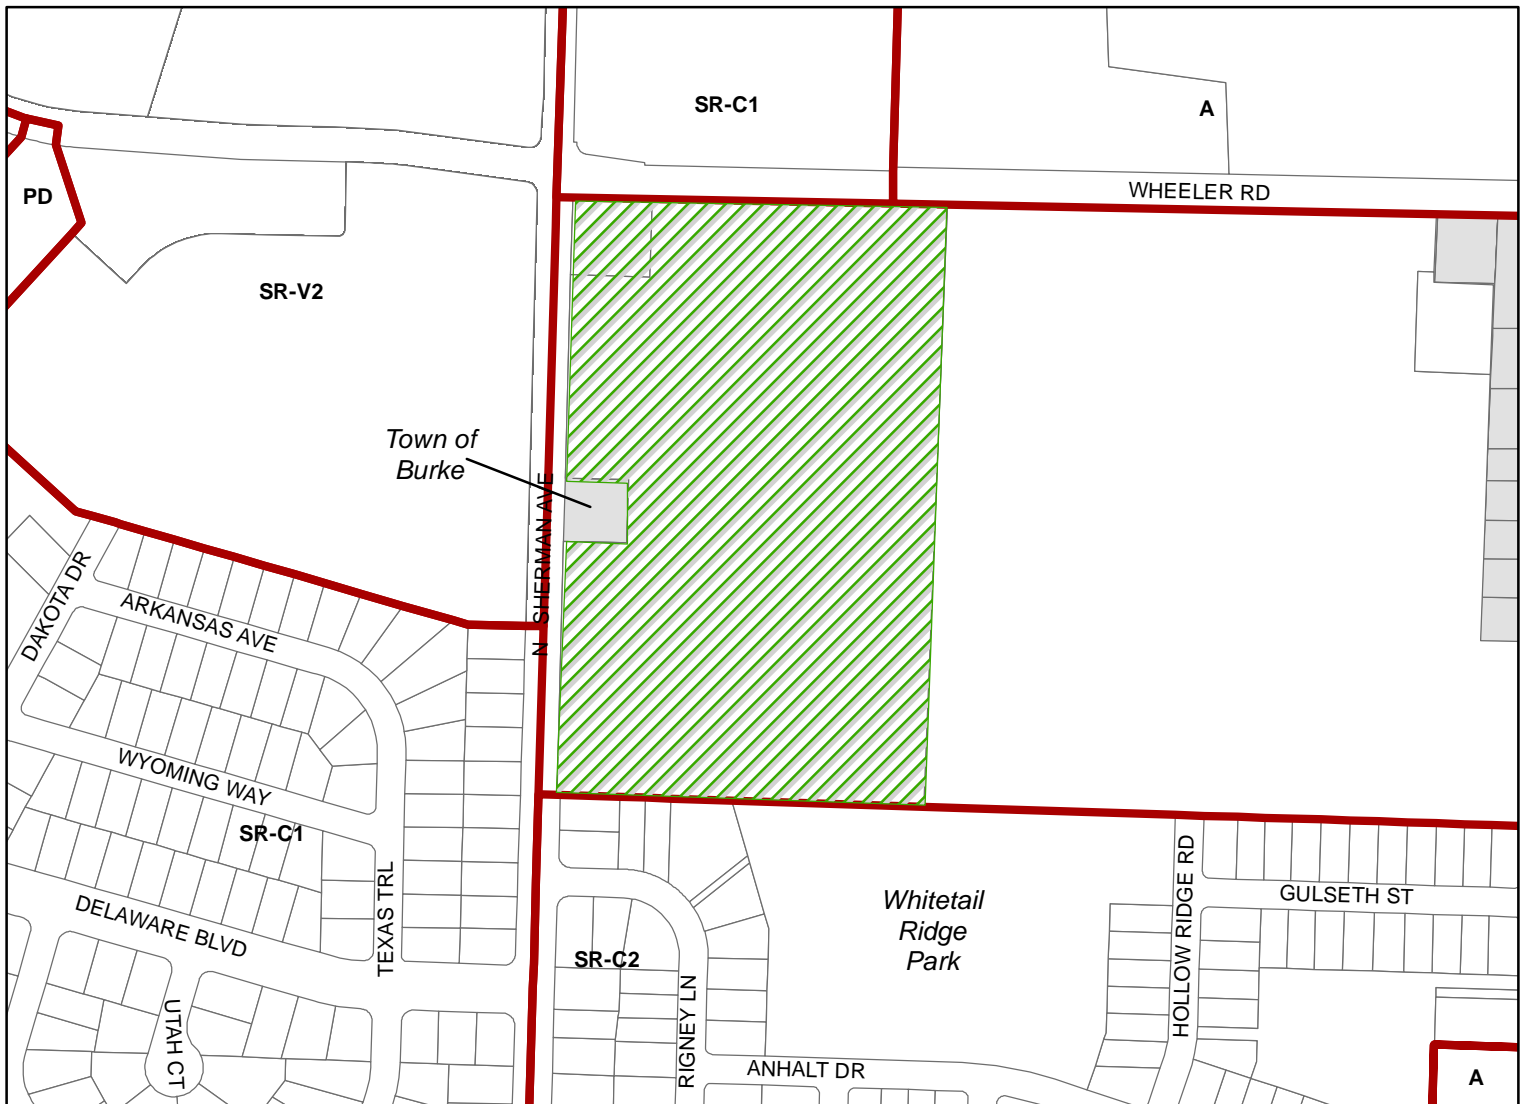 SR-C1
A
WHEELER RD
PD
SR-V2
Town of
Burke
N SHERMAN AVE
DAKOTA DR
ARKANSAS AVE
WYOMING WAY
SR-C1
TEXAS TRL
DELAWARE BLVD
UTAH CT
SR-C2
RIGNEY LN
Whitetail
Ridge
Park
HOLLOW RIDGE RD
GULSETH ST
ANHALT DR
A